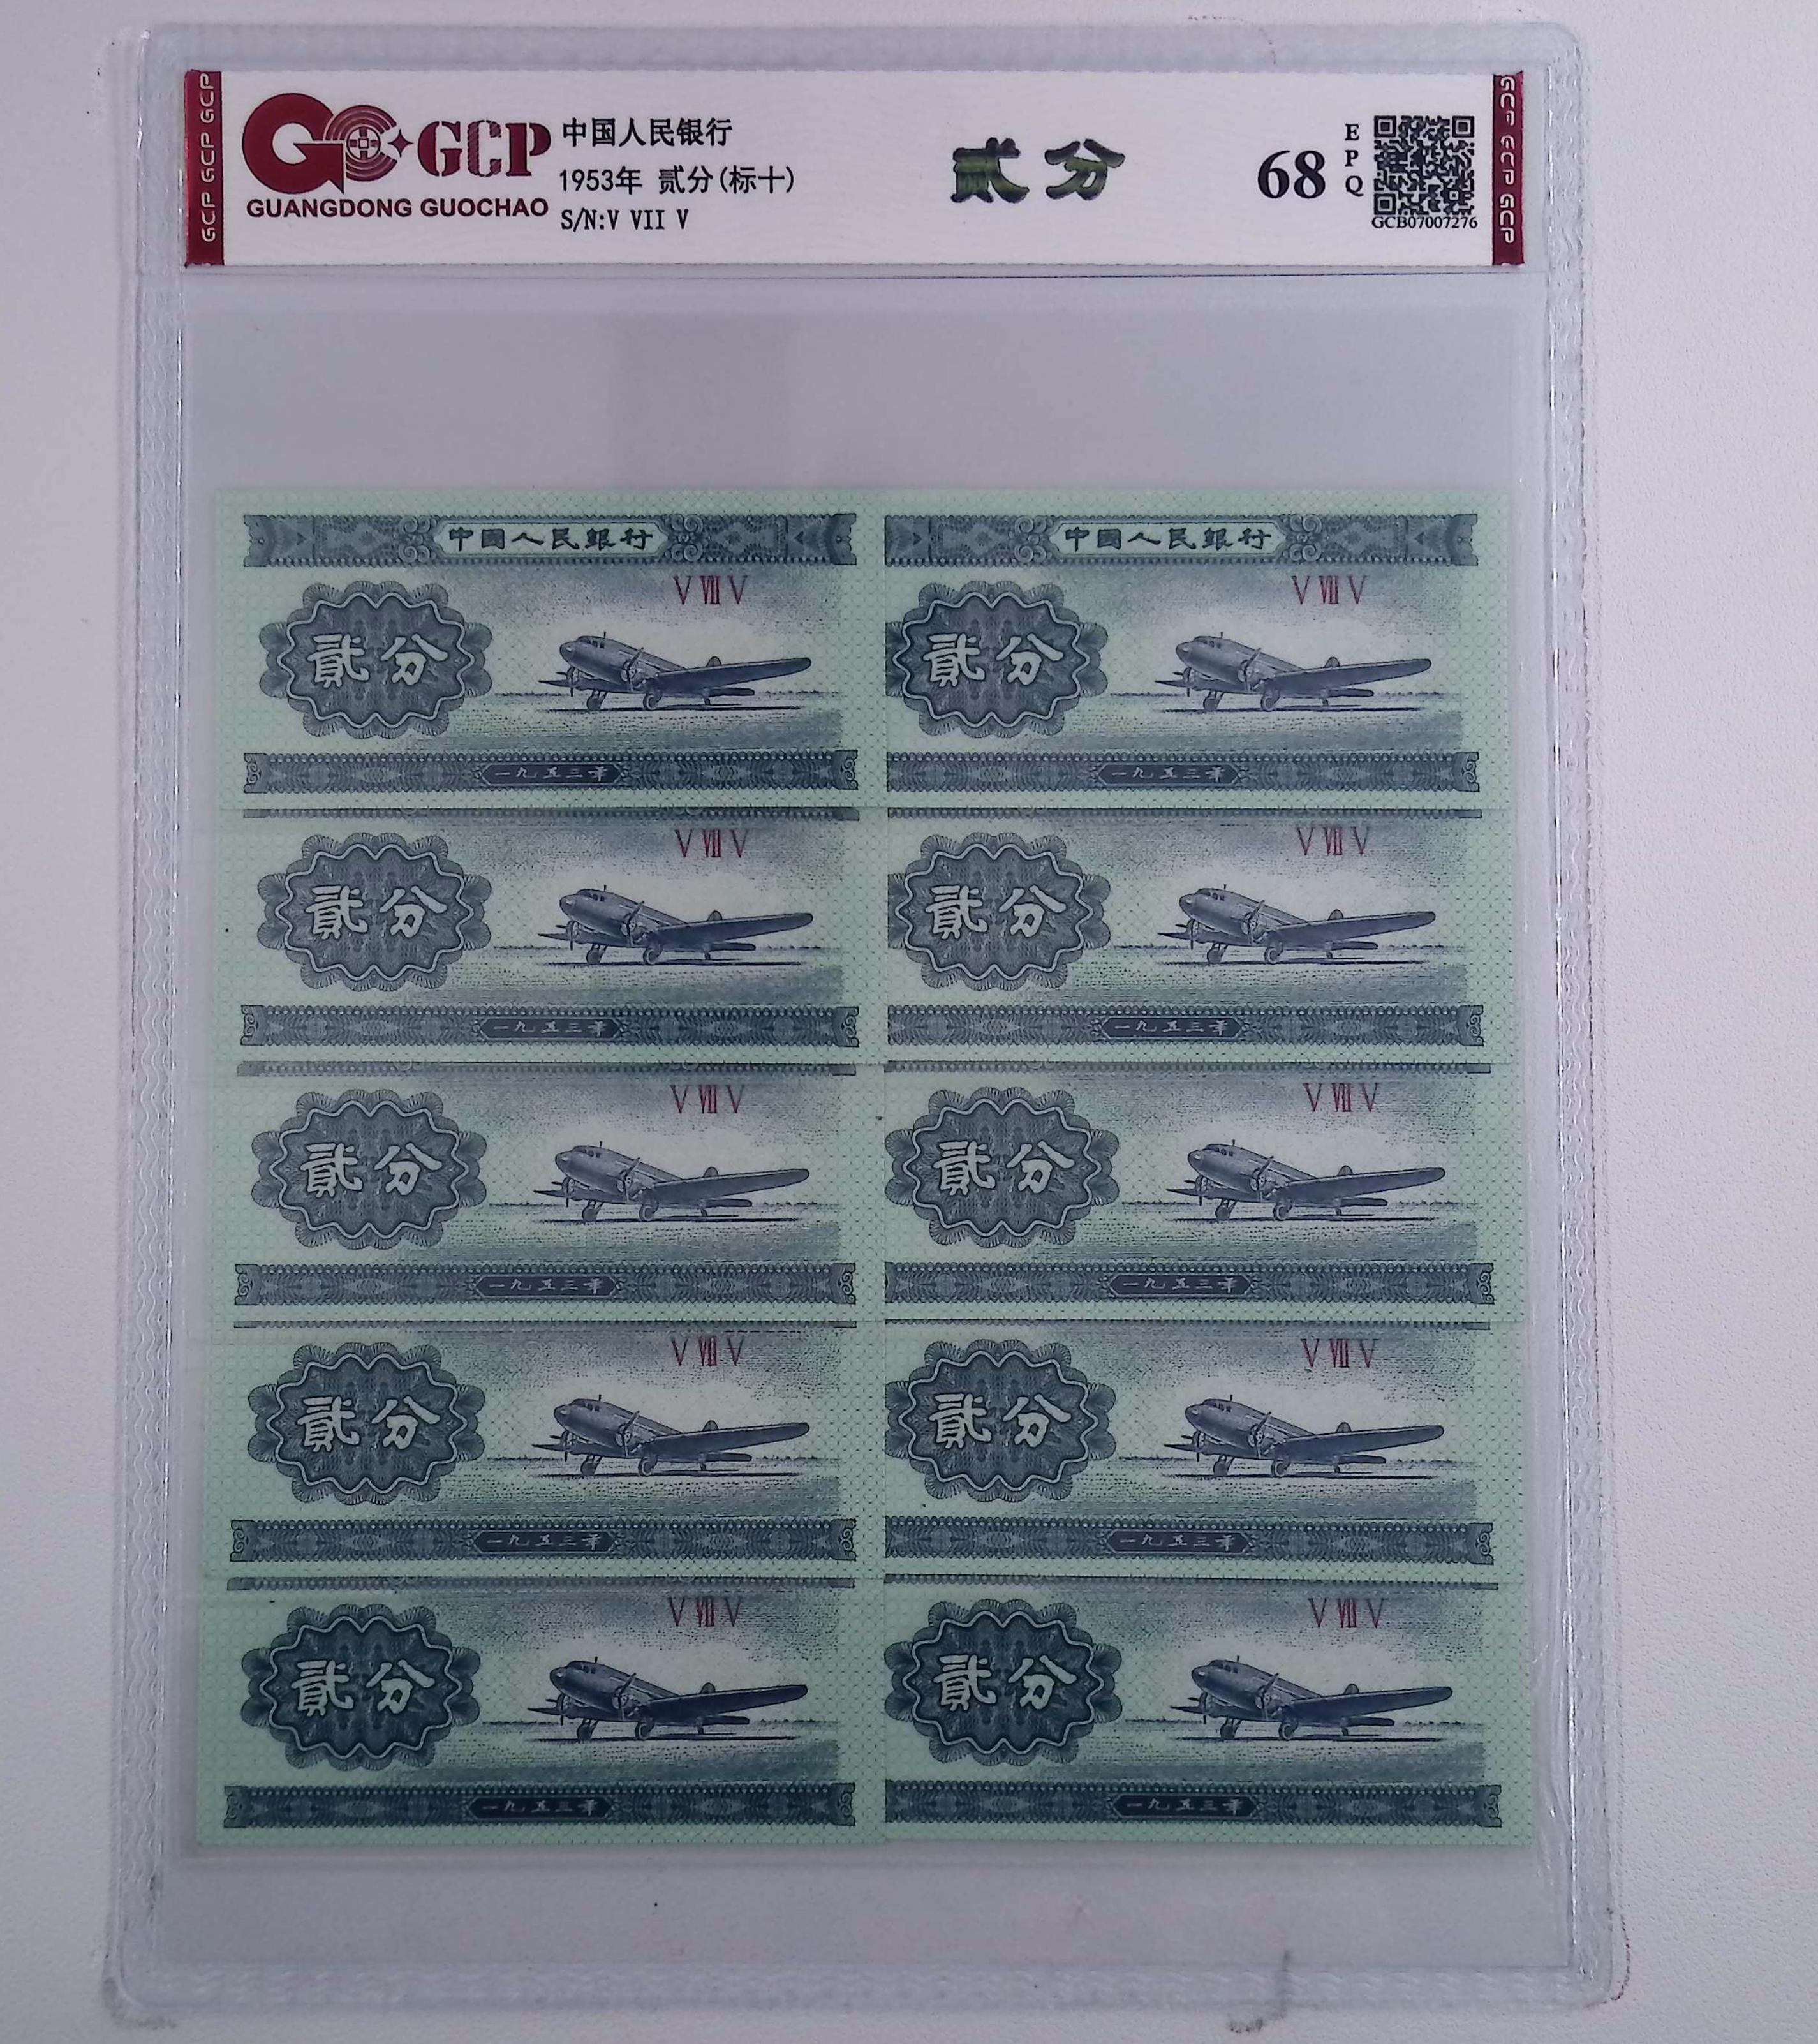 GCP GCP GCP
GCP
GUANGDONG GUOCHAO
中国人民银行
1953年 贰分(标十)
S/N:V VII V
贰分
68
EPQ
GCB07007276
GCP GCP GCP
中國人民銀行
V VII V
貳分
一九五三年
中國人民銀行
V VII V
貳分
一九五三年
V VII V
貳分
一九五三年
V VII V
貳分
一九五三年
V VII V
貳分
一九五三年
V VII V
貳分
一九五三年
V VII V
貳分
一九五三年
V VII V
貳分
一九五三年
V VII V
貳分
一九五三年
V VII V
貳分
一九五三年